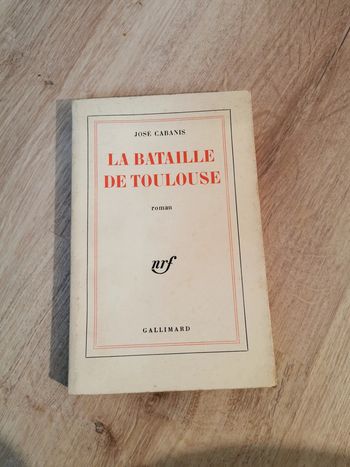 JOSÉ CABANIS
LA BATAILLE
DE TOULOUSE
roman
nrf
GALLIMARD